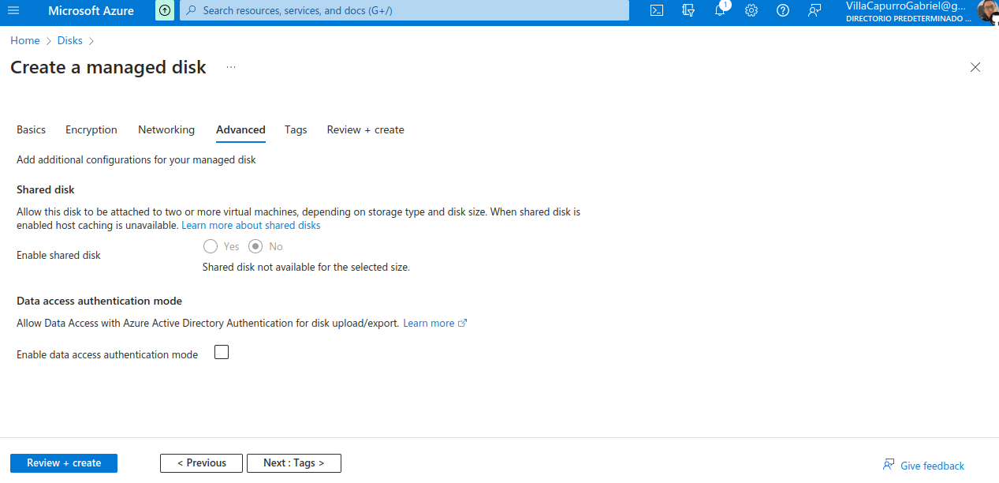 Microsoft Azure
Search resources, services, and docs (G+/)
1
VillaCapurroGabriel@g...
DIRECTORIO PREDETERMINADO ...
Home > Disks >
Create a managed disk ...
Basics Encryption Networking Advanced Tags Review + create
Add additional configurations for your managed disk
Shared disk
Allow this disk to be attached to two or more virtual machines, depending on storage type and disk size. When shared disk is
enabled host caching is unavailable. Learn more about shared disks
Enable shared disk
Yes No
Shared disk not available for the selected size.
Data access authentication mode
Allow Data Access with Azure Active Directory Authentication for disk upload/export. Learn more
Enable data access authentication mode
Review + create
< Previous
Next : Tags >
Give feedback